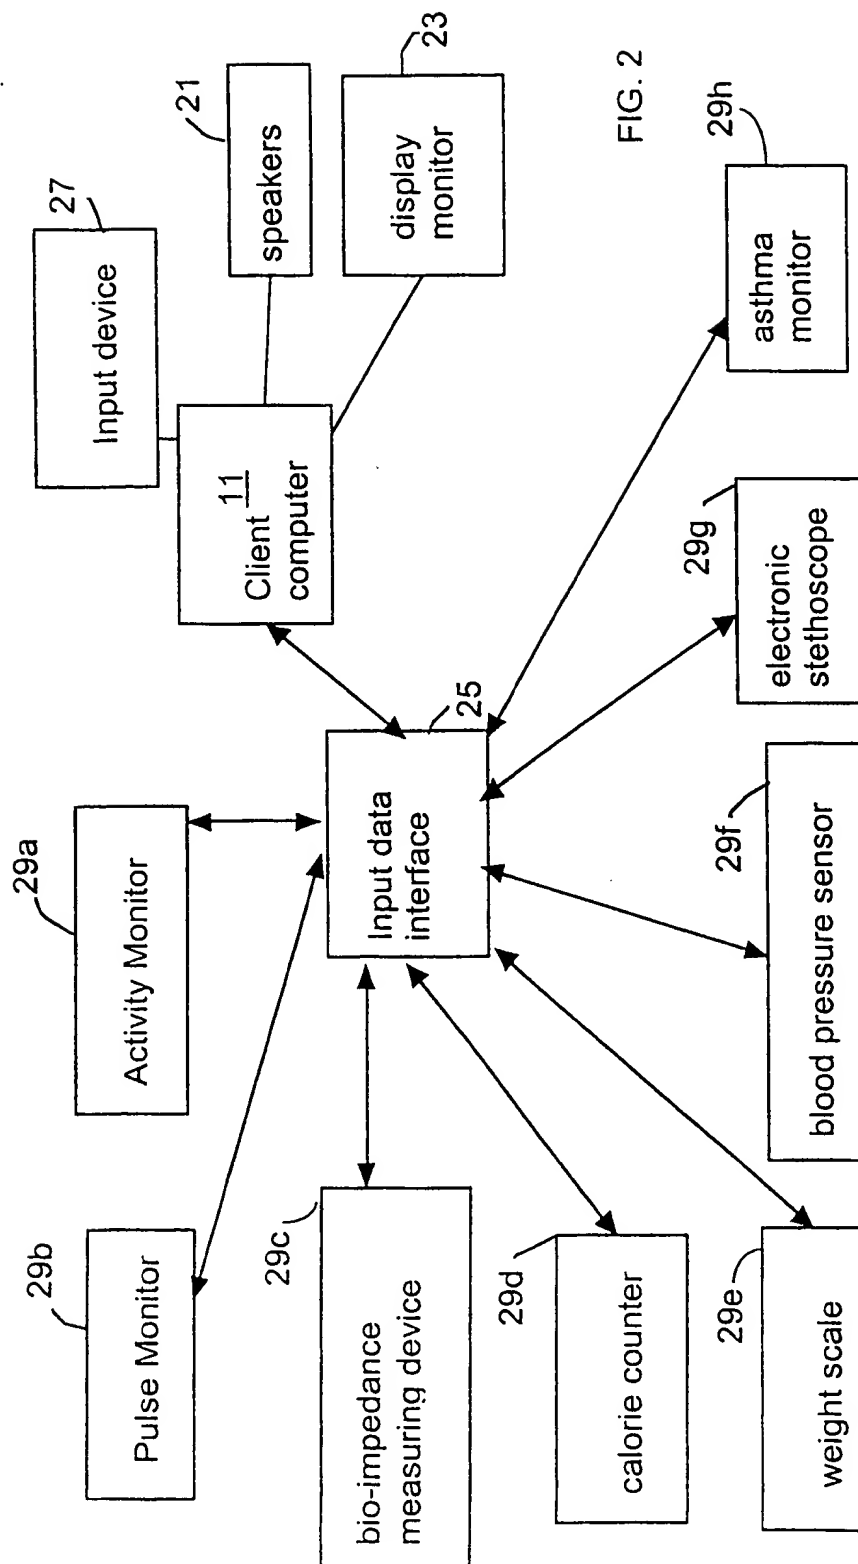 29b
Pulse Monitor
29a
Activity Monitor
27
Input device
21
speakers
Client 11
computer
23
display
monitor
29c
bio-impedance
measuring device
25
Input data
interface
FIG. 2
29d
calorie counter
29e
weight scale
29f
blood pressure sensor
29g
electronic
stethoscope
29h
asthma
monitor